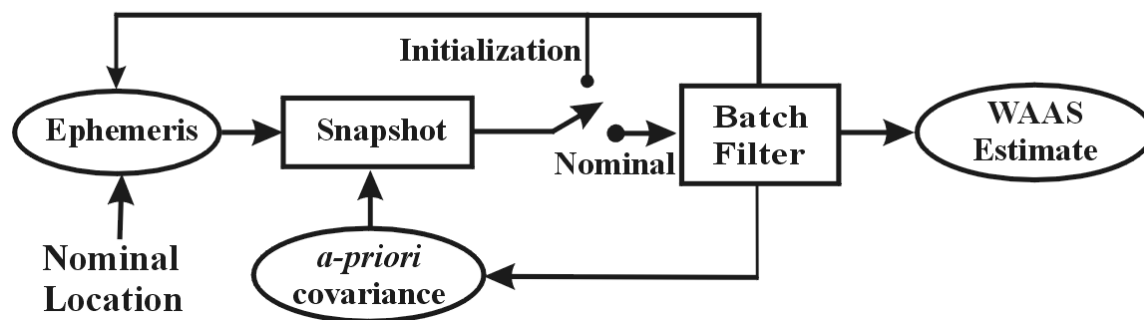 Initialization
Ephemeris
Snapshot
Nominal
Batch
Filter
WAAS
Estimate
Nominal
Location
a-priori
covariance